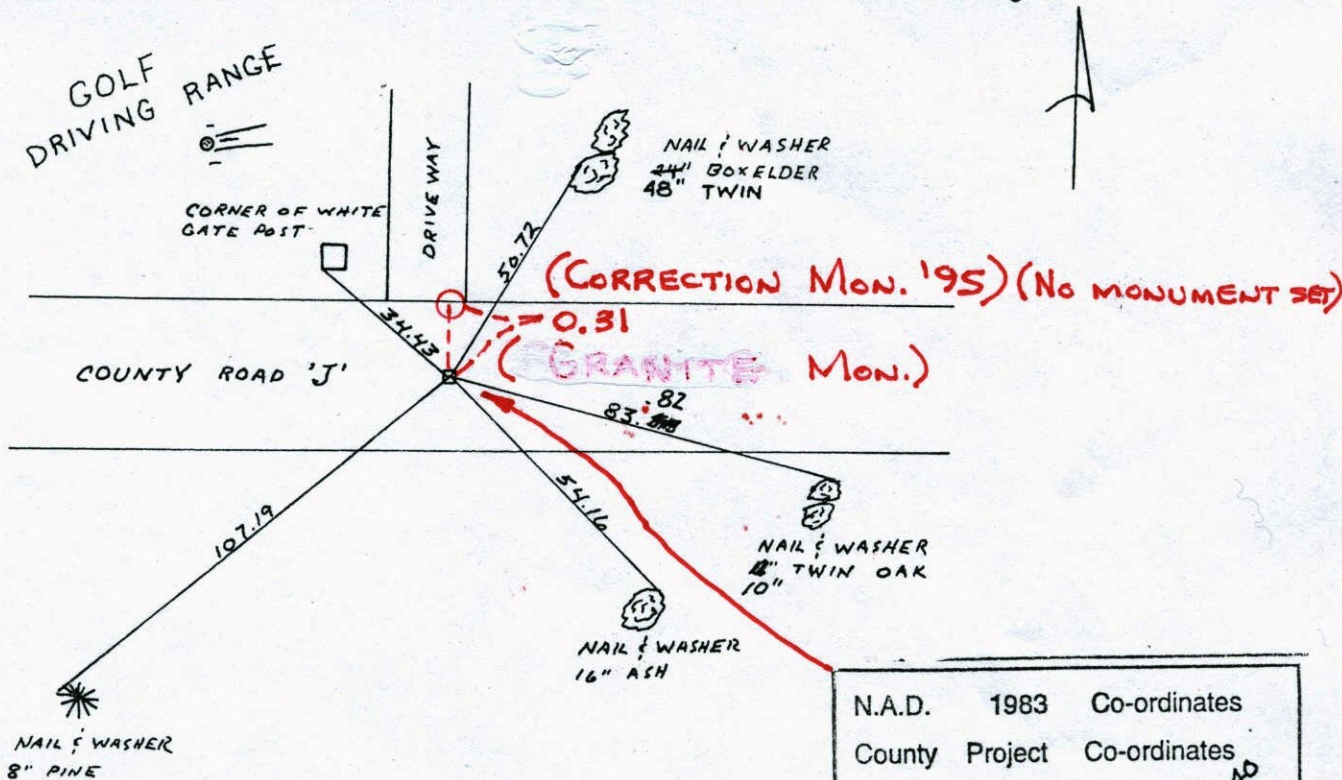 GOLF
DRIVING RANGE
CORNER OF WHITE
GATE POST
DRIVE WAY
NAIL & WASHER
44" BOXELDER
48" TWIN
50.72
(CORRECTION MON. '95) (NO MONUMENT SET)
0.31
34.43
COUNTY ROAD 'J'
(GRANITE MON.)
83.82
107.19
54.16
NAIL & WASHER
TWIN OAK
10"
NAIL & WASHER
16" ASH
NAIL & WASHER
8" PINE
N.A.D. 1983 Co-ordinates
County Project Co-ordinates
NO